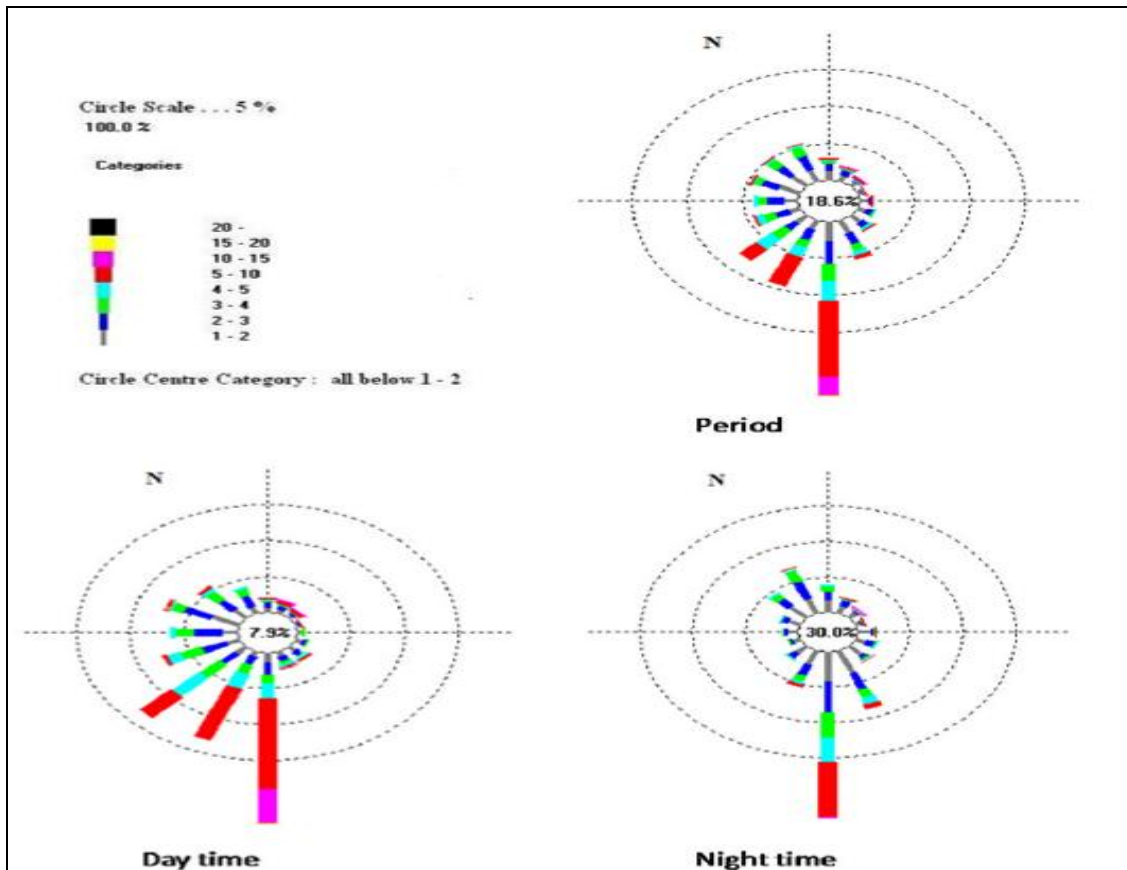 N
Circle Scale . . . 5 %
100.0 %
Categories
20 -
15 - 20
10 - 15
5 - 10
4 - 5
3 - 4
2 - 3
1 - 2
Circle Centre Category : all below 1 - 2
18.6%
Period
N
N
7.9%
30.0%
Day time
Night time